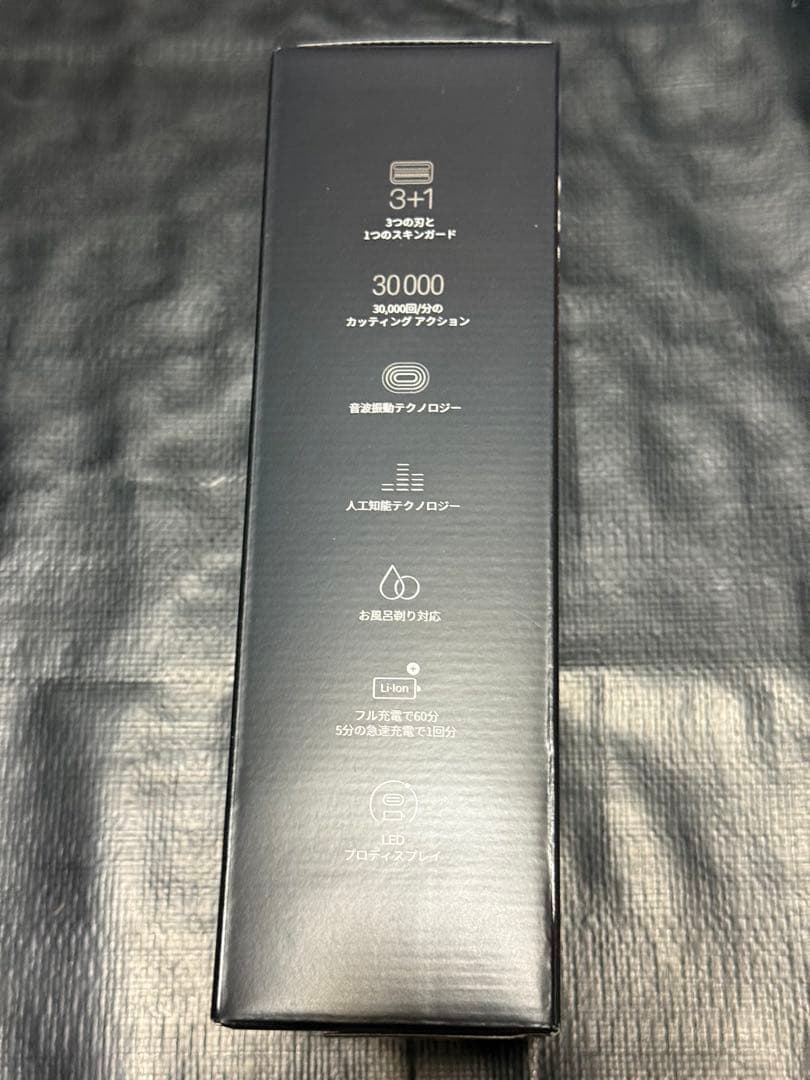 3+1
3つの刃と
1つのスキンガード
30 000
30,000回/分の
カッティング アクション
音波振動テクノロジー
人工知能テクノロジー
お風呂剃り対応
Li-Ion
フル充電で60分
5分の急速充電で1回分
LED
プロディスプレイ